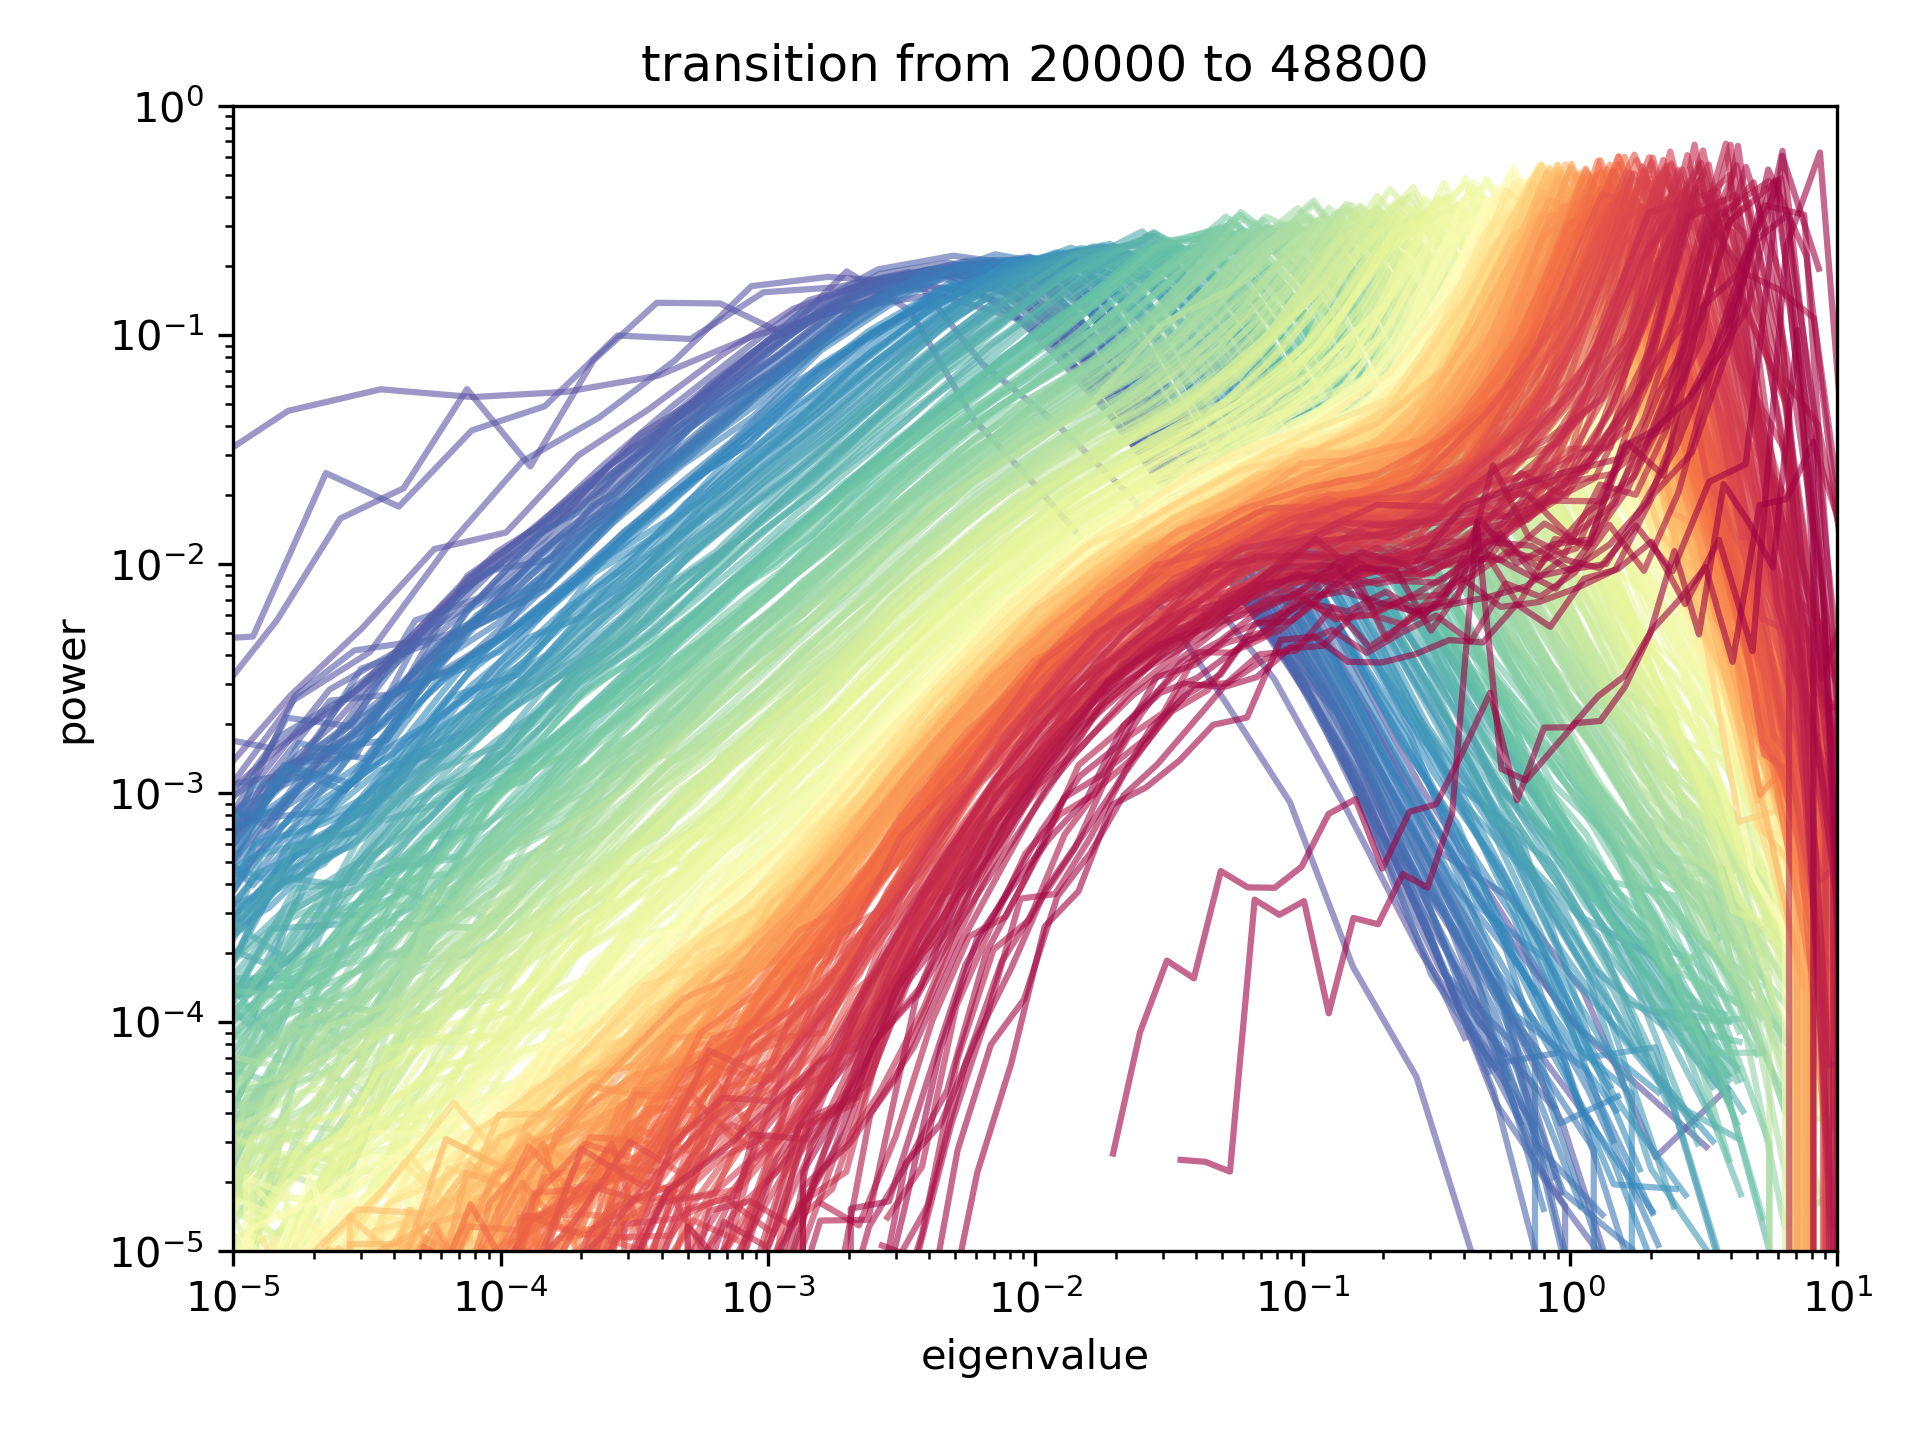 transition from 20000 to 48800
10⁰
10⁻¹
10⁻²
10⁻³
10⁻⁴
10⁻⁵
power
10⁻⁵ 10⁻⁴ 10⁻³ 10⁻² 10⁻¹ 10⁰ 10¹
eigenvalue